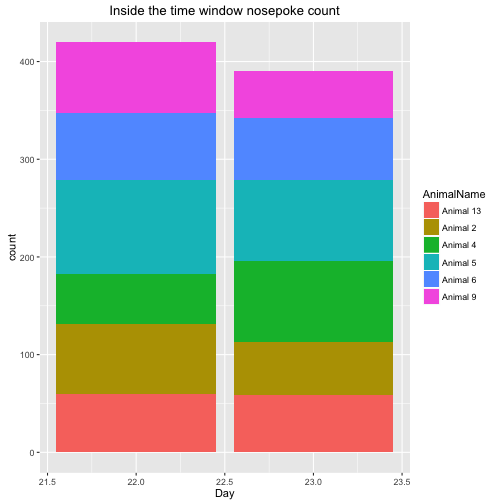 Inside the time window nosepoke count
count
400
300
200
100
0
21.5 22.0 22.5 23.0 23.5
Day
AnimalName
Animal 13
Animal 2
Animal 4
Animal 5
Animal 6
Animal 9